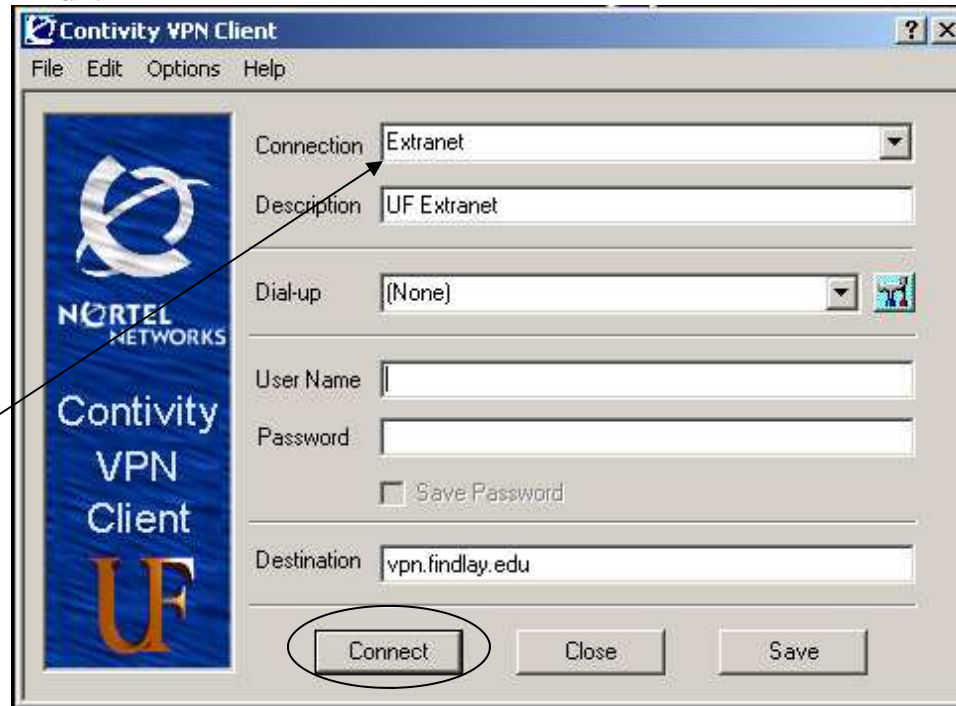 Contivity VPN Client
File Edit Options Help
Connection Extranet
Description UF Extranet
Dial-up (None)
NORTEL
NETWORKS
User Name
Password
Save Password
Contivity
VPN
Client
UF
Destination vpn.findlay.edu
Connect Close Save